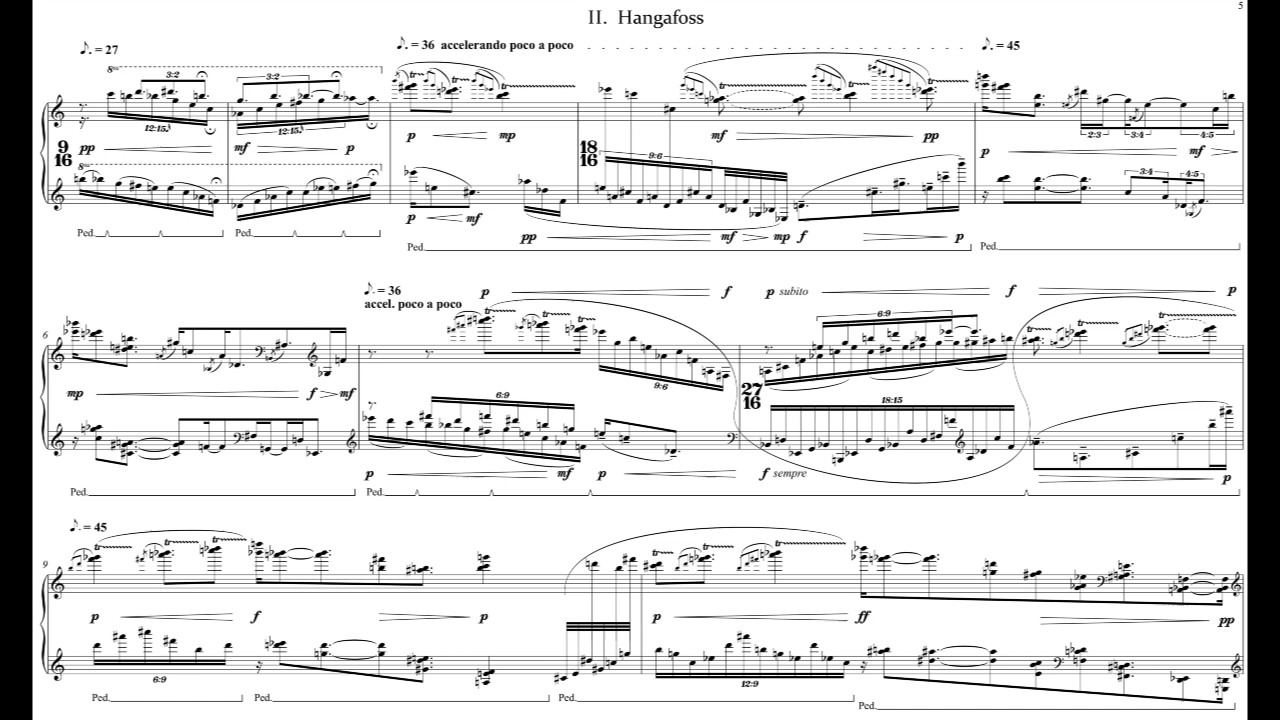 5
II. Hangafoss
♪. = 27
♪. = 36 accelerando poco a poco
♪. = 45
8va
3:2
3:2
12:15
12:15
9
16
pp
mf
p
p
mp
18
16
9:6
mf
pp
p
2:3
3:4
4:5
mf
8va
p
mf
pp
mf
mp
f
p
3:4
4:5
Ped.
Ped.
Ped.
Ped.
♪. = 36
accel. poco a poco
p
f
p subito
f
p
6
mp
f
mf
9:6
6:9
27
16
6:9
18:15
p
mf
p
f sempre
p
Ped.
Ped.
♪. = 45
9
p
f
p
p
ff
pp
6:9
12:9
Ped.
Ped.
Ped.
Ped.